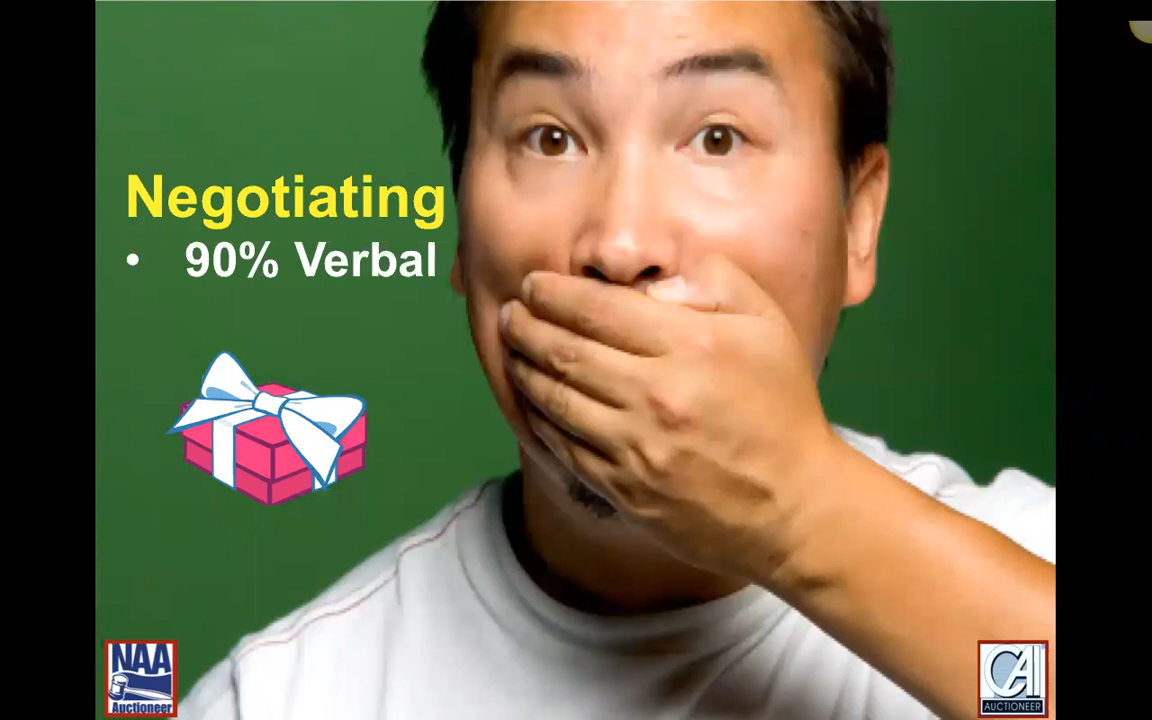 Negotiating
• 90% Verbal
NAA
Auctioneer
CAI
AUCTIONEER